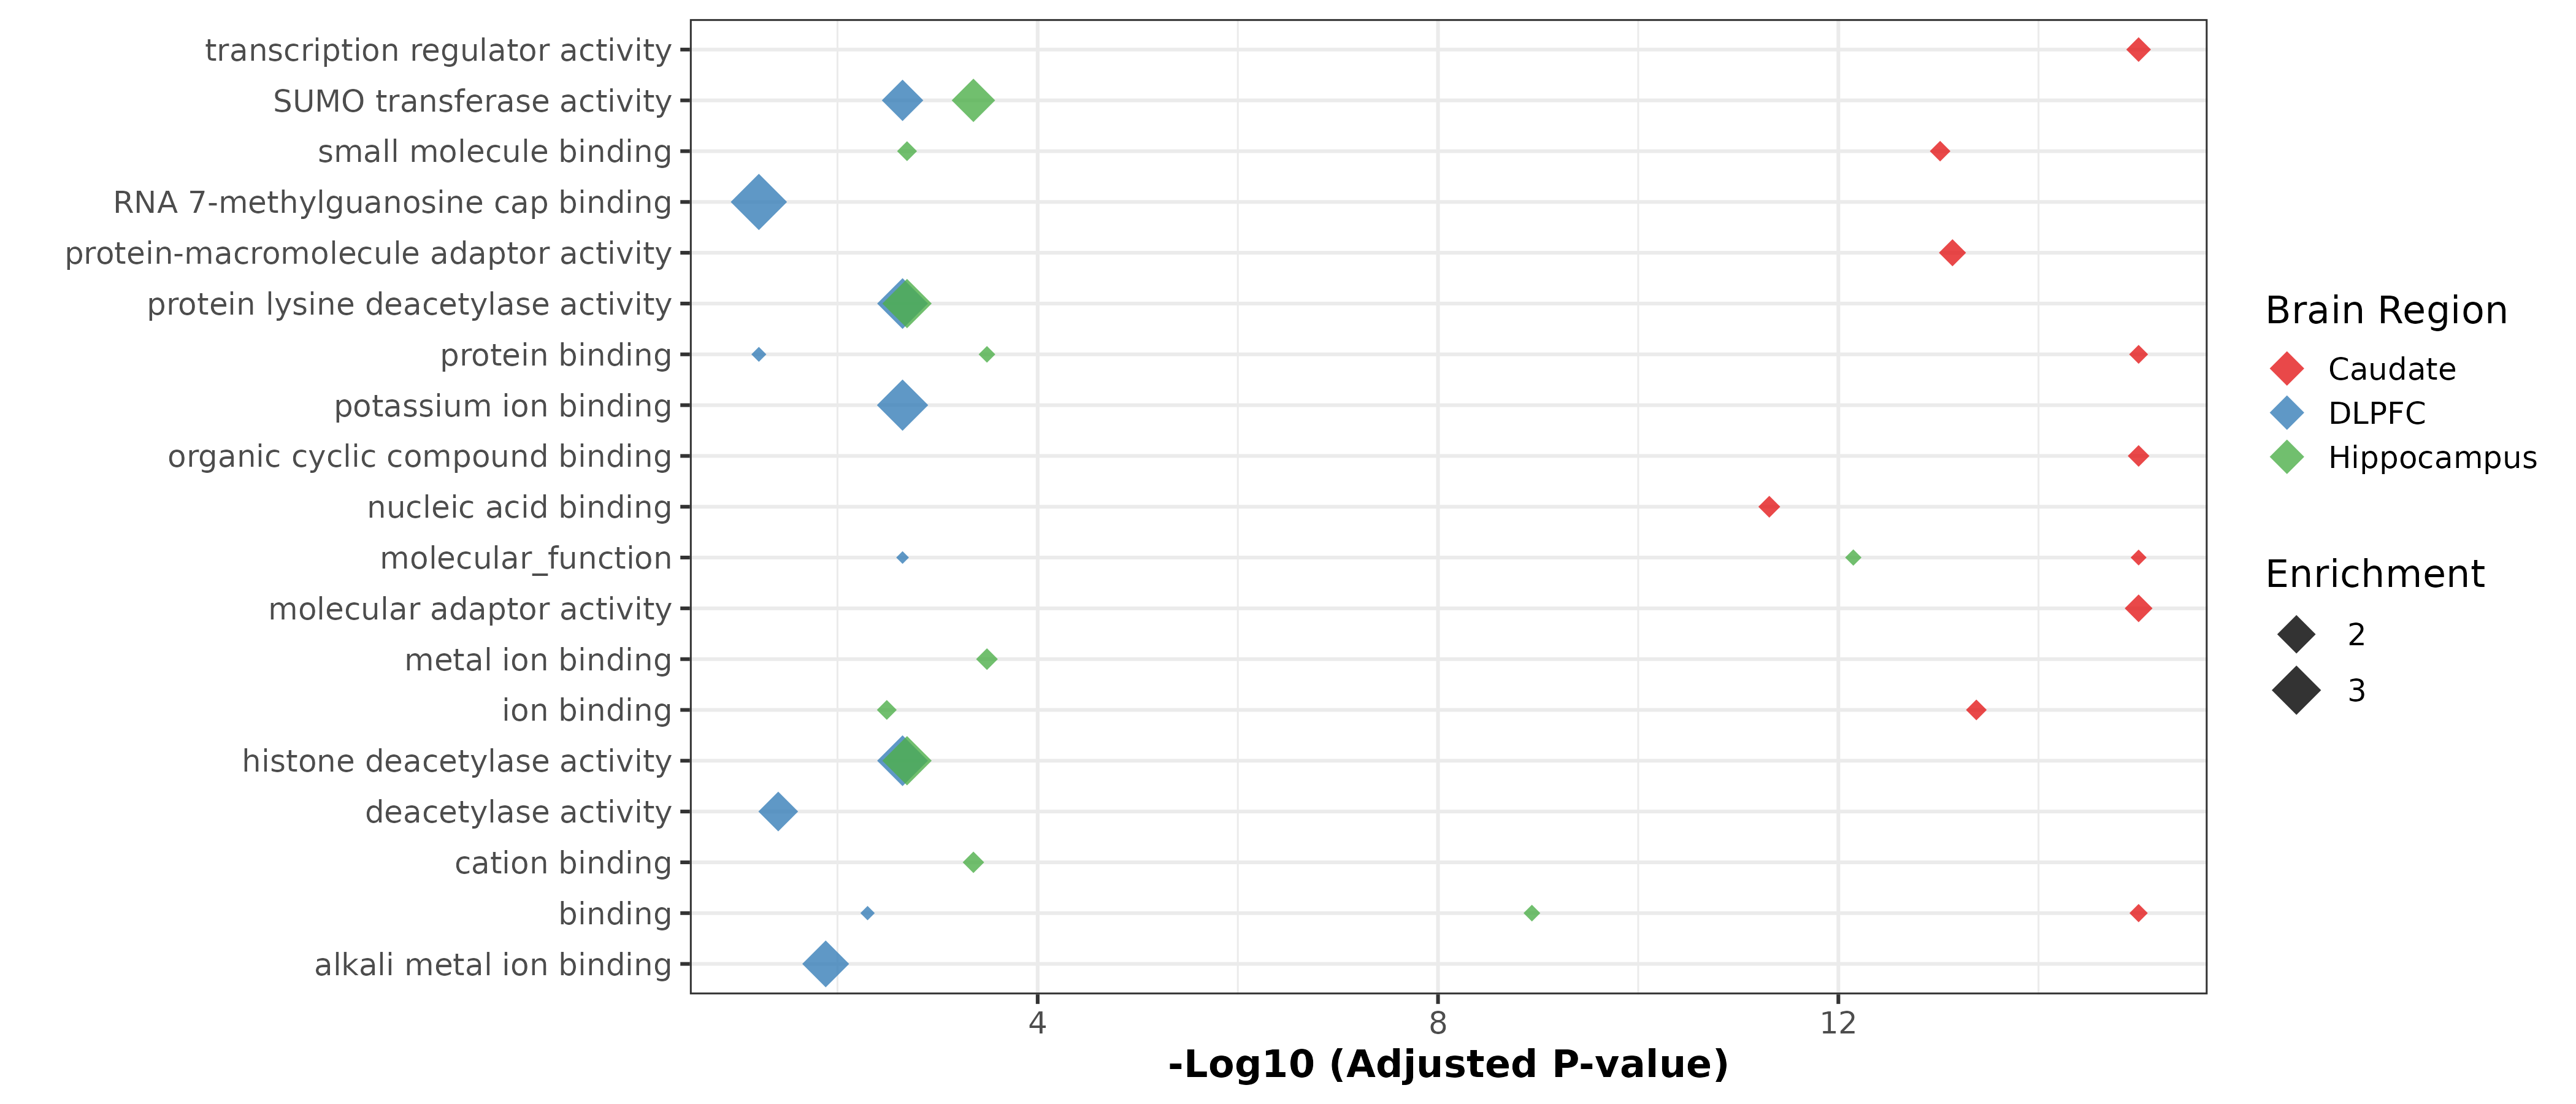 transcription regulator activity
SUMO transferase activity
small molecule binding
RNA 7-methylguanosine cap binding
protein-macromolecule adaptor activity
protein lysine deacetylase activity
protein binding
potassium ion binding
organic cyclic compound binding
nucleic acid binding
molecular_function
molecular adaptor activity
metal ion binding
ion binding
histone deacetylase activity
deacetylase activity
cation binding
binding
alkali metal ion binding
4 8 12
-Log10 (Adjusted P-value)
Brain Region
Caudate
DLPFC
Hippocampus
Enrichment
2
3